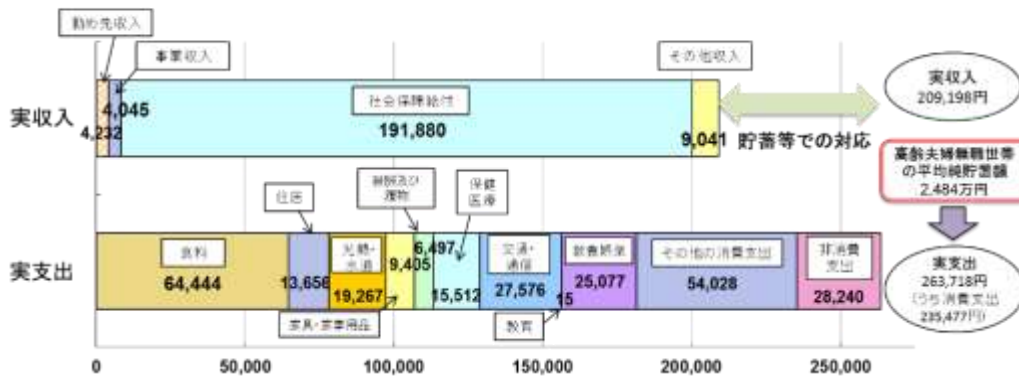 勤め先収入
事業収入
その他収入
実収入
4,232
4,045
社会保障給付
191,880
9,041
貯蓄等での対応
実収入
209,198円
高齢夫婦無職世帯
の平均純貯蓄額
2,484万円
住居
被服及び
履物
保健
医療
実支出
食料
64,444
13,656
光熱・
水道
19,267
9,405
6,497
15,512
交通・
通信
27,576
15
教養娯楽
25,077
その他の消費支出
54,028
非消費
支出
28,240
実支出
263,718円
(うち消費支出
235,477円)
家具・家事用品
教育
0
50,000
100,000
150,000
200,000
250,000